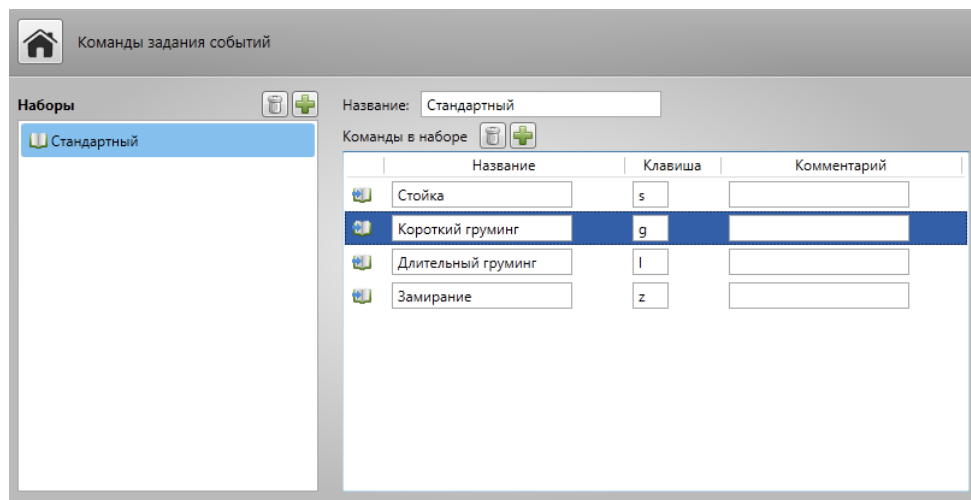 Команды задания событий
Наборы
Стандартный
Название: Стандартный
Команды в наборе
Название Клавиша Комментарий
Стойка s
Короткий груминг g
Длительный груминг l
Замирание z